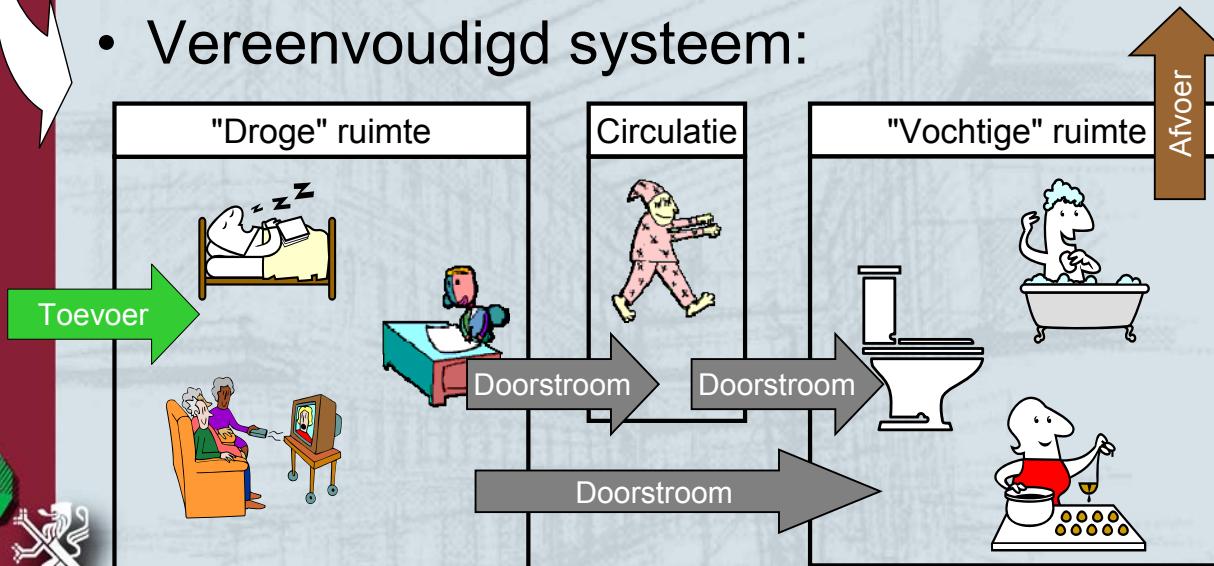 • Vereenvoudigd systeem:
"Droge" ruimte
Circulatie
"Vochtige" ruimte
Afvoer
z z Z
Toevoer
Doorstroom
Doorstroom
Doorstroom